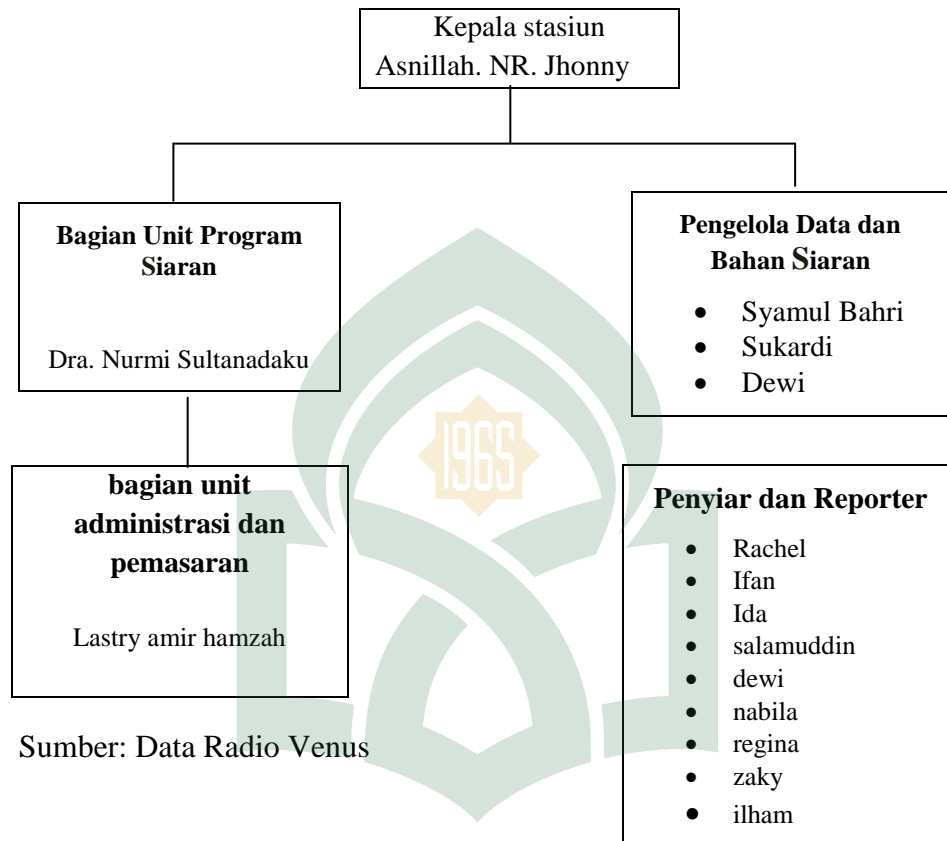 Kepala stasiun
Asnillah. NR. Jhonny
Bagian Unit Program
Siaran
Dra. Nurmi Sultanadaku
Pengelola Data dan
Bahan Siaran
• Syamul Bahri
• Sukardi
• Dewi
bagian unit
administrasi dan
pemasaran
Lastry amir hamzah
Penyiar dan Reporter
• Rachel
• Ifan
• Ida
• salamuddin
• dewi
• nabila
• regina
• zaky
• ilham
1965
Sumber: Data Radio Venus